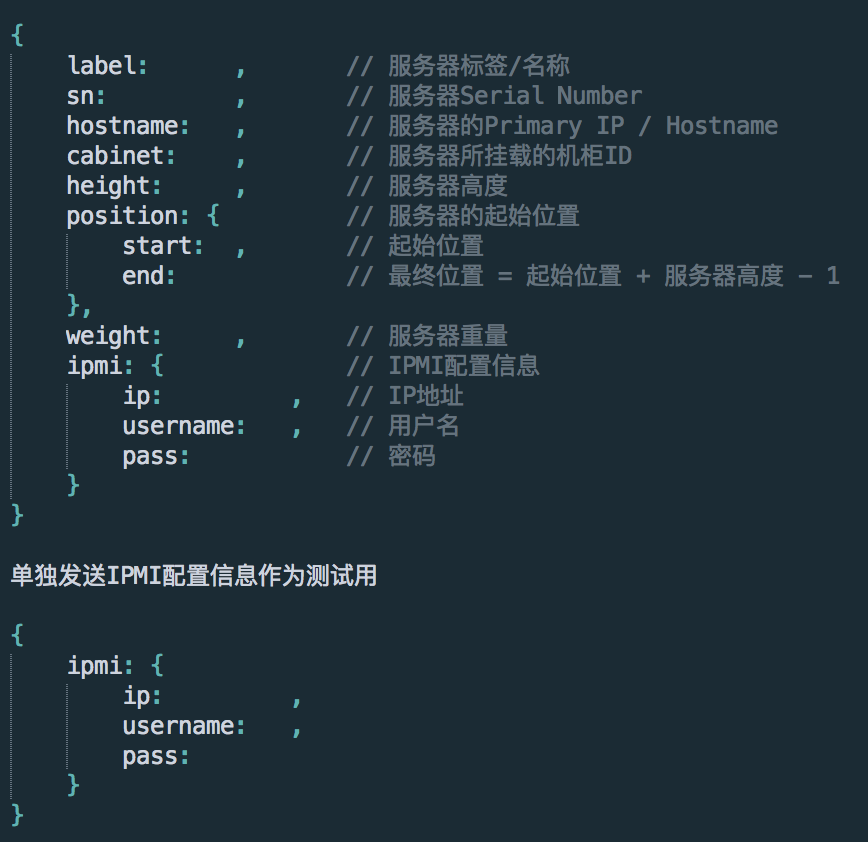 {
    label:      ,       // 服务器标签/名称
    sn:         ,       // 服务器Serial Number
    hostname:   ,       // 服务器的Primary IP / Hostname
    cabinet:    ,       // 服务器所挂载的机柜ID
    height:     ,       // 服务器高度
    position: {         // 服务器的起始位置
        start:  ,       // 起始位置
        end:            // 最终位置 = 起始位置 + 服务器高度 - 1
    },
    weight:     ,       // 服务器重量
    ipmi: {             // IPMI配置信息
        ip:         ,   // IP地址
        username:   ,   // 用户名
        pass:           // 密码
    }
}
单独发送IPMI配置信息作为测试用
{
    ipmi: {
        ip:         ,
        username:   ,
        pass:
    }
}